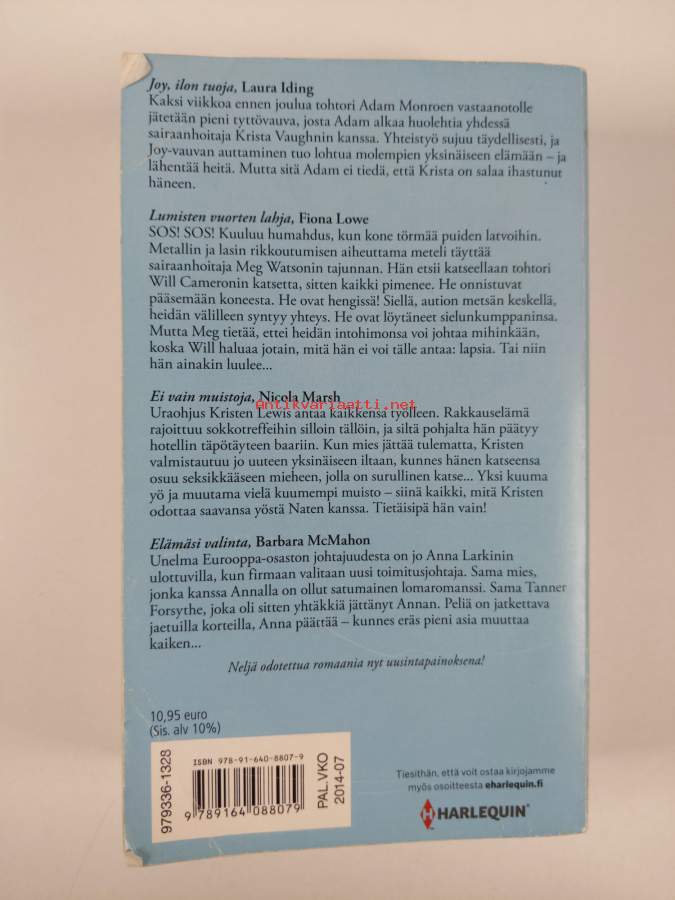 Joy, ilon tuoja, Laura Iding
Kaksi viikkoa ennen joulua tohtori Adam Monroen vastaanotolle
jätetään pieni tyttövauva, josta Adam alkaa huolehtia yhdessä
sairaanhoitaja Krista Vaughnin kanssa. Yhteistyö sujuu täydellisesti, ja
Joy-vauvan auttaminen tuo lohtua molempien yksinäiseen elämään – ja
lähentää heitä. Mutta sitä Adam ei tiedä, että Krista on salaa ihastunut
häneen.
Lumisten vuorten lahja, Fiona Lowe
SOS! SOS! Kuuluu humahdus, kun kone törmää puiden latvoihin.
Metallin ja lasin rikkoutumisen aiheuttama meteli täyttää
sairaanhoitaja Meg Watsonin tajunnan. Hän etsii katseellaan tohtori
Will Cameronin katsetta, sitten kaikki pimenee. He onnistuvat
pääsemään koneesta. He ovat hengissä! Siellä, aution metsän keskellä,
heidän välilleen syntyy yhteys. He ovat löytäneet sielunkumppaninsa.
Mutta Meg tietää, ettei heidän intohimonsa voi johtaa mihinkään,
koska Will haluaa jotain, mitä hän ei voi tälle antaa: lapsia. Tai niin
hän ainakin luulee...
Ei vain muistoja, Nicola Marsh
Antikvariaatti.net
Uraohjus Kristen Lewis antaa kaikkensa työlleen. Rakkauselämä
rajoittuu sokkotreffeihin silloin tällöin, ja siltä pohjalta hän päätyy
hotellin täpötäyteen baariin. Kun mies jättää tulematta, Kristen
valmistautuu jo uuteen yksinäiseen iltaan, kunnes hänen katseensa
osuu seksikkääseen mieheen, jolla on surullinen katse... Yksi kuuma
yö ja muutama vielä kuumempi muisto – siinä kaikki, mitä Kristen
odottaa saavansa yöstä Naten kanssa. Tietäisipä hän vain!
Elämäsi valinta, Barbara McMahon
Unelma Eurooppa-osaston johtajuudesta on jo Anna Larkinin
ulottuvilla, kun firmaan valitaan uusi toimitusjohtaja. Sama mies,
jonka kanssa Annalla on ollut satumainen lomaromanssi. Sama Tanner
Forsythe, joka oli sitten yhtäkkiä jättänyt Annan. Peliä on jatkettava
jaetuilla korteilla, Anna päättää – kunnes eräs pieni asia muuttaa
kaiken...
Neljä odotettua romaania nyt uusintapainoksena!
10,95 euro
(Sis. alv 10%)
979336-1328
ISBN 978-91-640-8807-9
9 789164 088079
PAL.VKO
2014-07
Tiesithän, että voit ostaa kirjojamme
myös osoitteesta eharlequin.fi
HARLEQUIN™